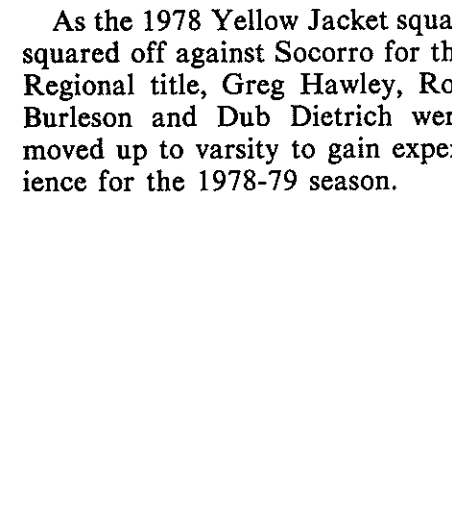 As the 1978 Yellow Jacket squa
squared off against Socorro for th
Regional title, Greg Hawley, Ro
Burleson and Dub Dietrich wer
moved up to varsity to gain exper
ience for the 1978-79 season.